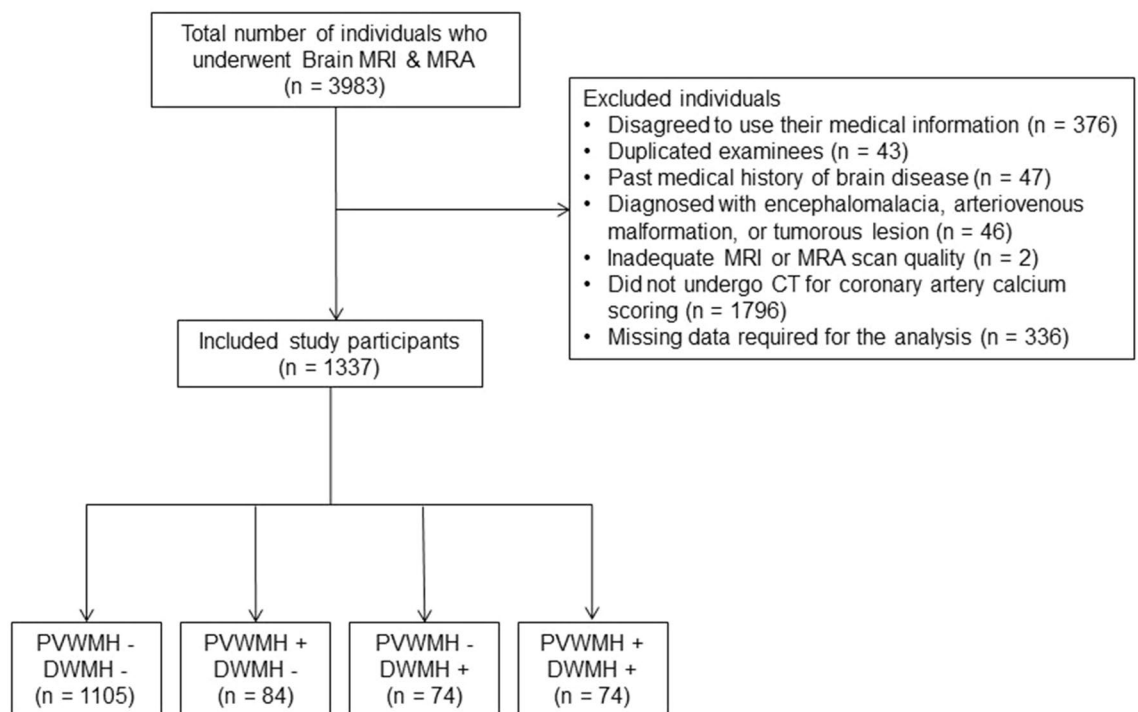 Total number of individuals who
underwent Brain MRI & MRA
(n = 3983)
Excluded individuals
• Disagreed to use their medical information (n = 376)
• Duplicated examinees (n = 43)
• Past medical history of brain disease (n = 47)
• Diagnosed with encephalomalacia, arteriovenous
malformation, or tumorous lesion (n = 46)
• Inadequate MRI or MRA scan quality (n = 2)
• Did not undergo CT for coronary artery calcium
scoring (n = 1796)
• Missing data required for the analysis (n = 336)
Included study participants
(n = 1337)
PVWMH -
DWMH -
(n = 1105)
PVWMH +
DWMH -
(n = 84)
PVWMH -
DWMH +
(n = 74)
PVWMH +
DWMH +
(n = 74)